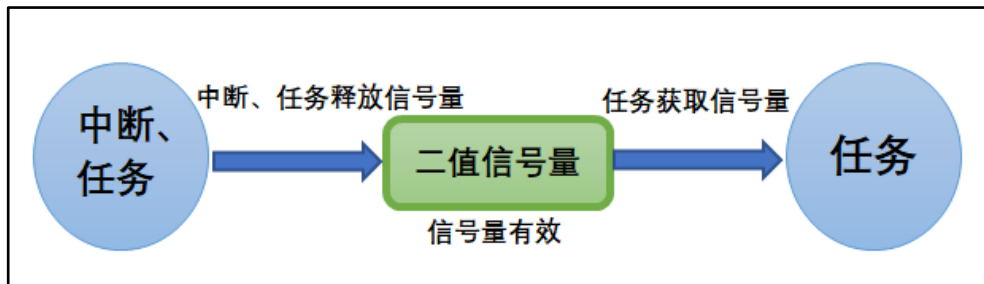 中断、
任务
中断、任务释放信号量
二值信号量
信号量有效
任务获取信号量
任务